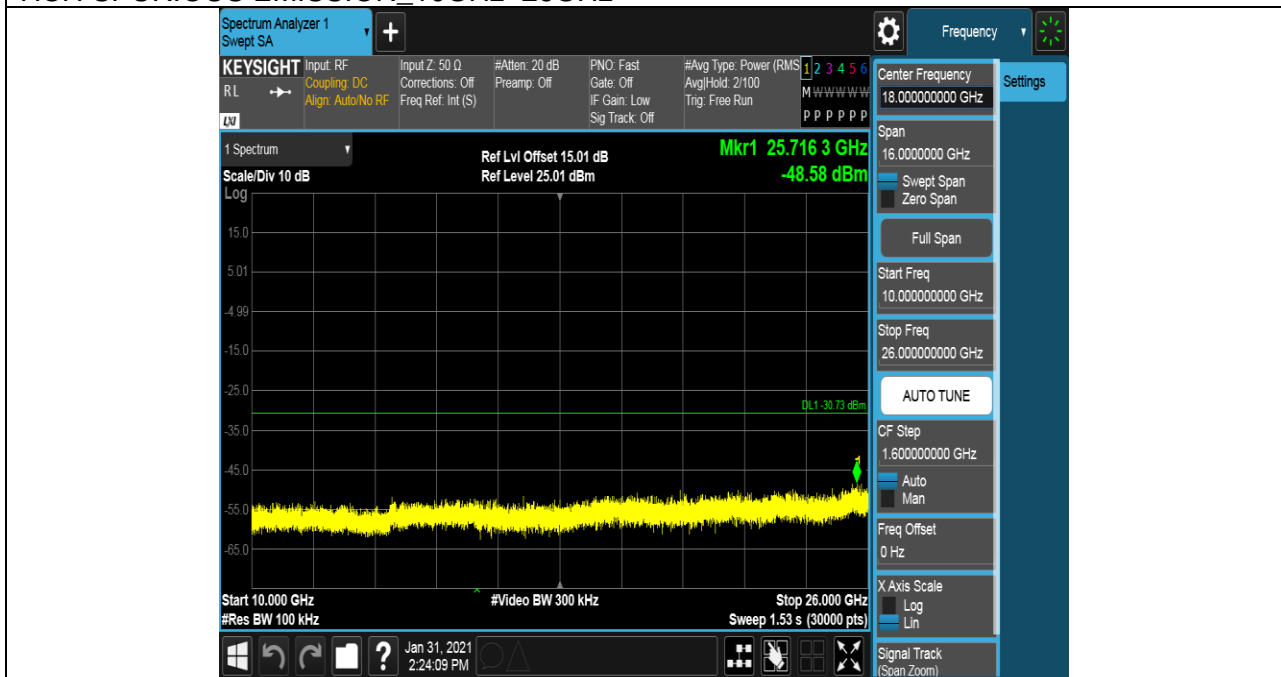 Spectrum Analyzer 1
Swept SA
+
Frequency
KEYSIGHT
RL
LXI
Input: RF
Coupling: DC
Align: Auto/No RF
Input Z: 50 Ω
Corrections: Off
Freq Ref: Int (S)
#Atten: 20 dB
Preamp: Off
PNO: Fast
Gate: Off
IF Gain: Low
Sig Track: Off
#Avg Type: Power (RMS
Avg|Hold: 2/100
Trig: Free Run
1 2 3 4 5 6
M W W W W W
P P P P P P
1 Spectrum
Scale/Div 10 dB
Log
Ref Lvl Offset 15.01 dB
Ref Level 25.01 dBm
Mkr1 25.716 3 GHz
-48.58 dBm
15.0
5.01
-4.99
-15.0
-25.0
DL1 -30.73 dBm
-35.0
-45.0
1
-55.0
-65.0
Start 10.000 GHz
#Res BW 100 kHz
#Video BW 300 kHz
Stop 26.000 GHz
Sweep 1.53 s (30000 pts)
?
Jan 31, 2021
2:24:09 PM
Center Frequency
18.000000000 GHz
Span
16.0000000 GHz
Swept Span
Zero Span
Full Span
Start Freq
10.000000000 GHz
Stop Freq
26.000000000 GHz
AUTO TUNE
CF Step
1.600000000 GHz
Auto
Man
Freq Offset
0 Hz
X Axis Scale
Log
Lin
Signal Track
(Span Zoom)
Settings